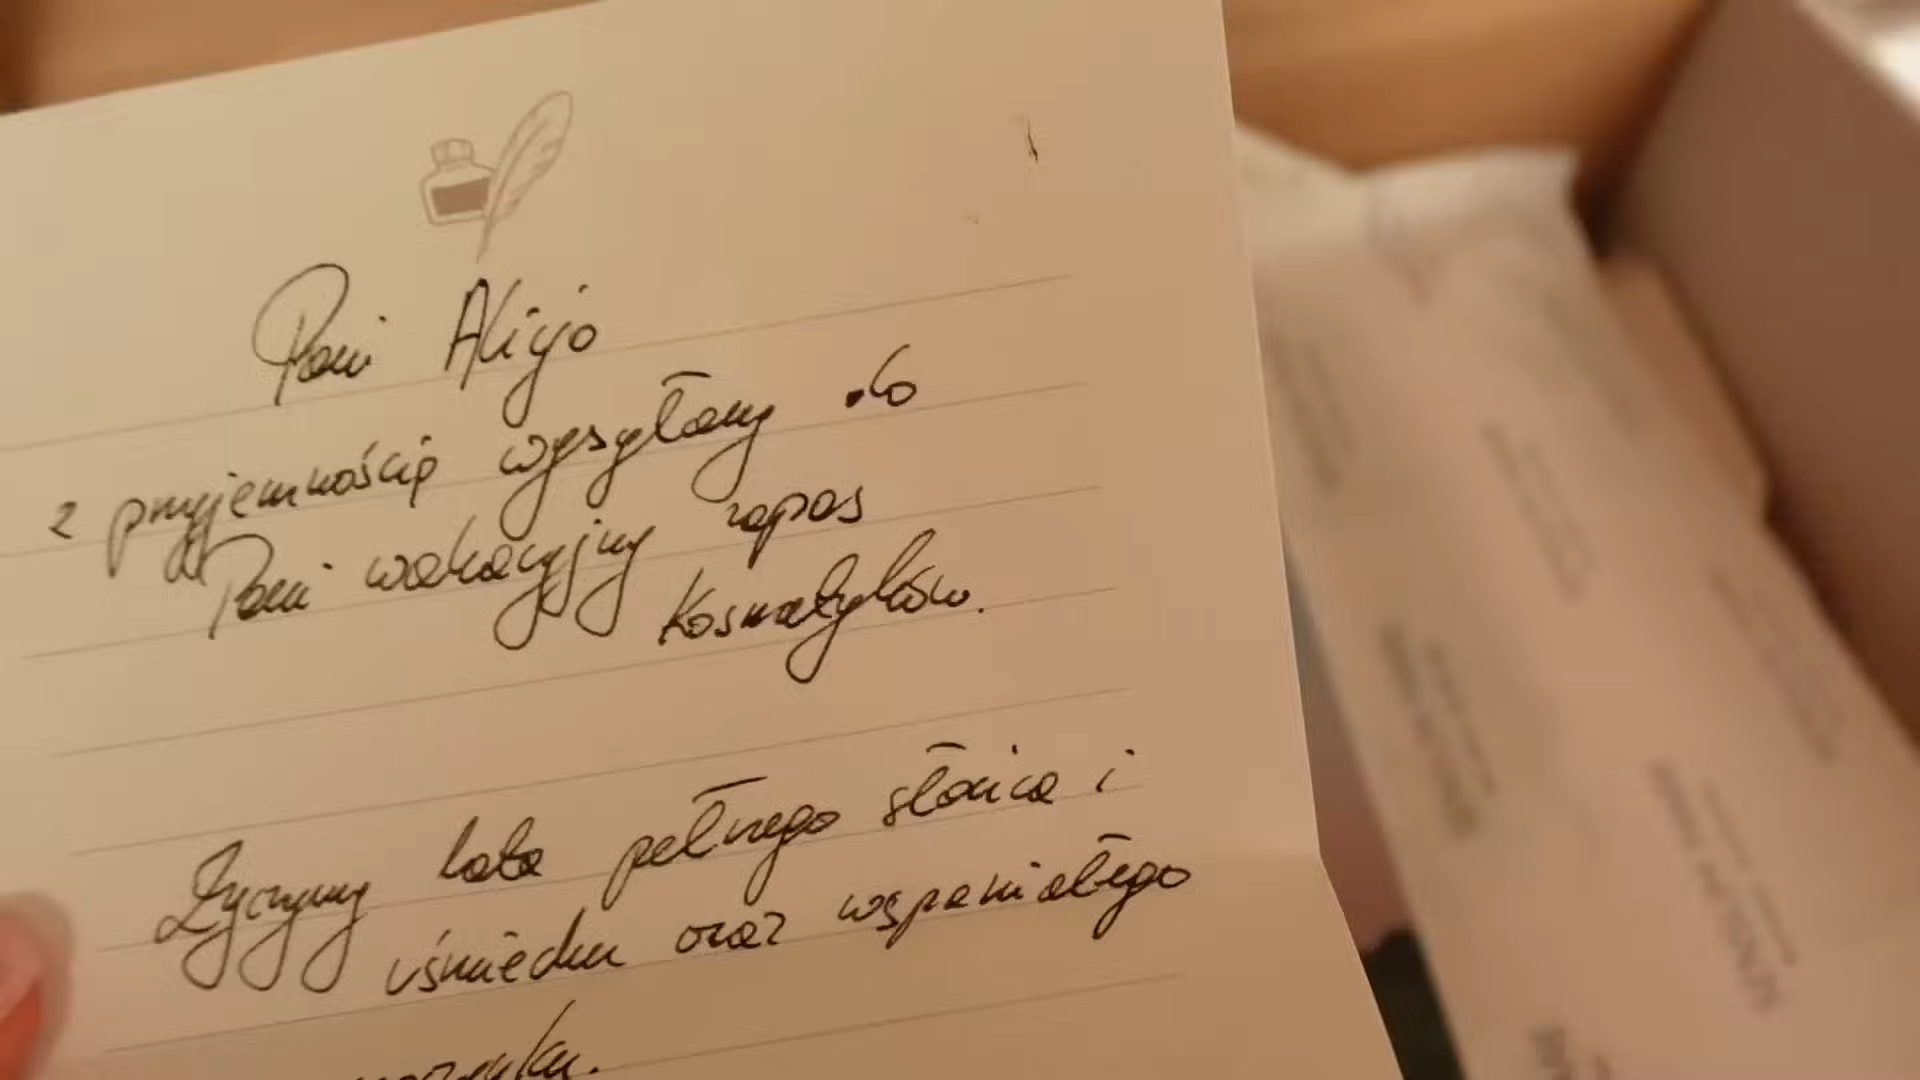 Pani Alicjo
z przyjemnością wysyłamy do
Pani wakacyjny zapas
kosmetyków.
Życzymy lata pełnego słońca i
uśmiechu oraz wspaniałego